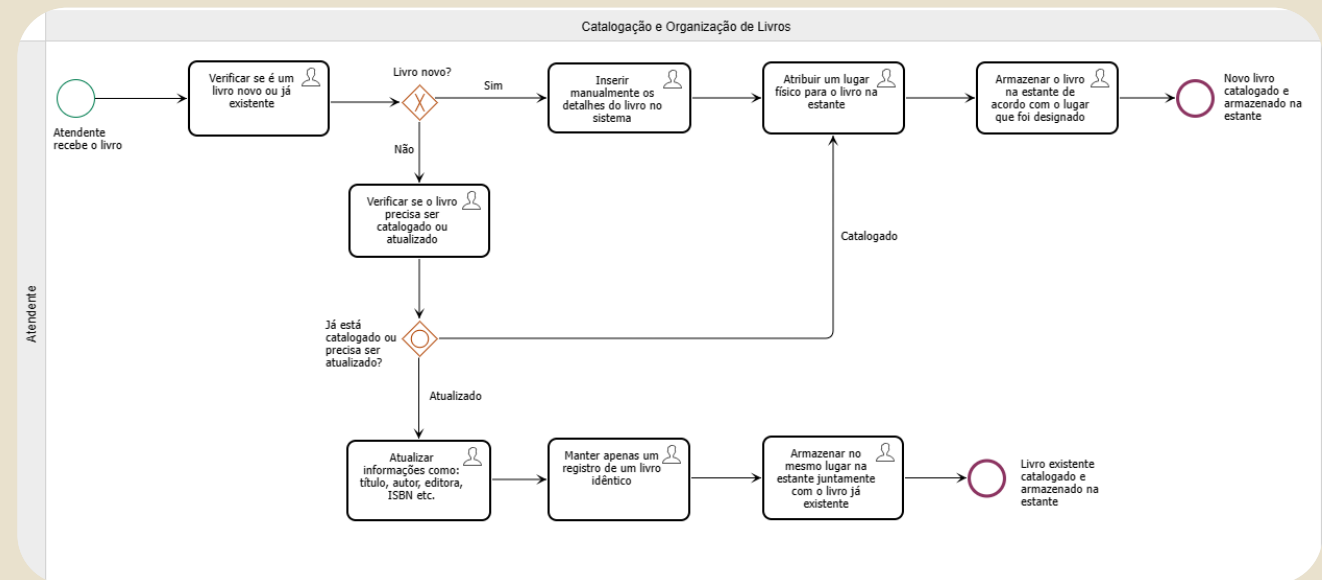 Catalogação e Organização de Livros
Atendente
Atendente
recebe o livro
Verificar se é um
livro novo ou já
existente
Livro novo?
Sim
Inserir
manualmente os
detalhes do livro no
sistema
Atribuir um lugar
físico para o livro na
estante
Armazenar o livro
na estante de
acordo com o lugar
que foi designado
Novo livro
catalogado e
armazenado na
estante
Não
Verificar se o livro
precisa ser
catalogado ou
atualizado
Catalogado
Já está
catalogado ou
precisa ser
atualizado?
Atualizado
Atualizar
informações como:
título, autor, editora,
ISBN etc.
Manter apenas um
registro de um livro
idêntico
Armazenar no
mesmo lugar na
estante juntamente
com o livro já
existente
Livro existente
catalogado e
armazenado na
estante